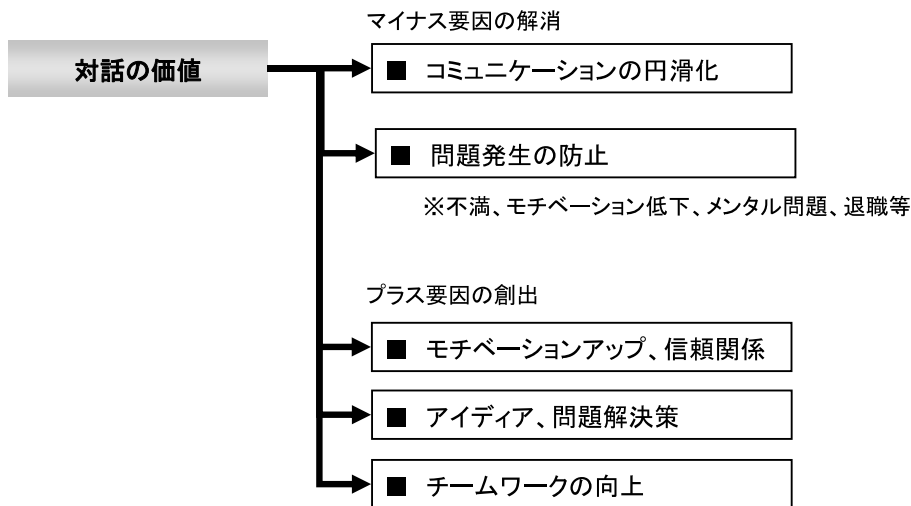 マイナス要因の解消
対話の価値
■ コミュニケーションの円滑化
■ 問題発生の防止
※不満、モチベーション低下、メンタル問題、退職等
プラス要因の創出
■ モチベーションアップ、信頼関係
■ アイディア、問題解決策
■ チームワークの向上